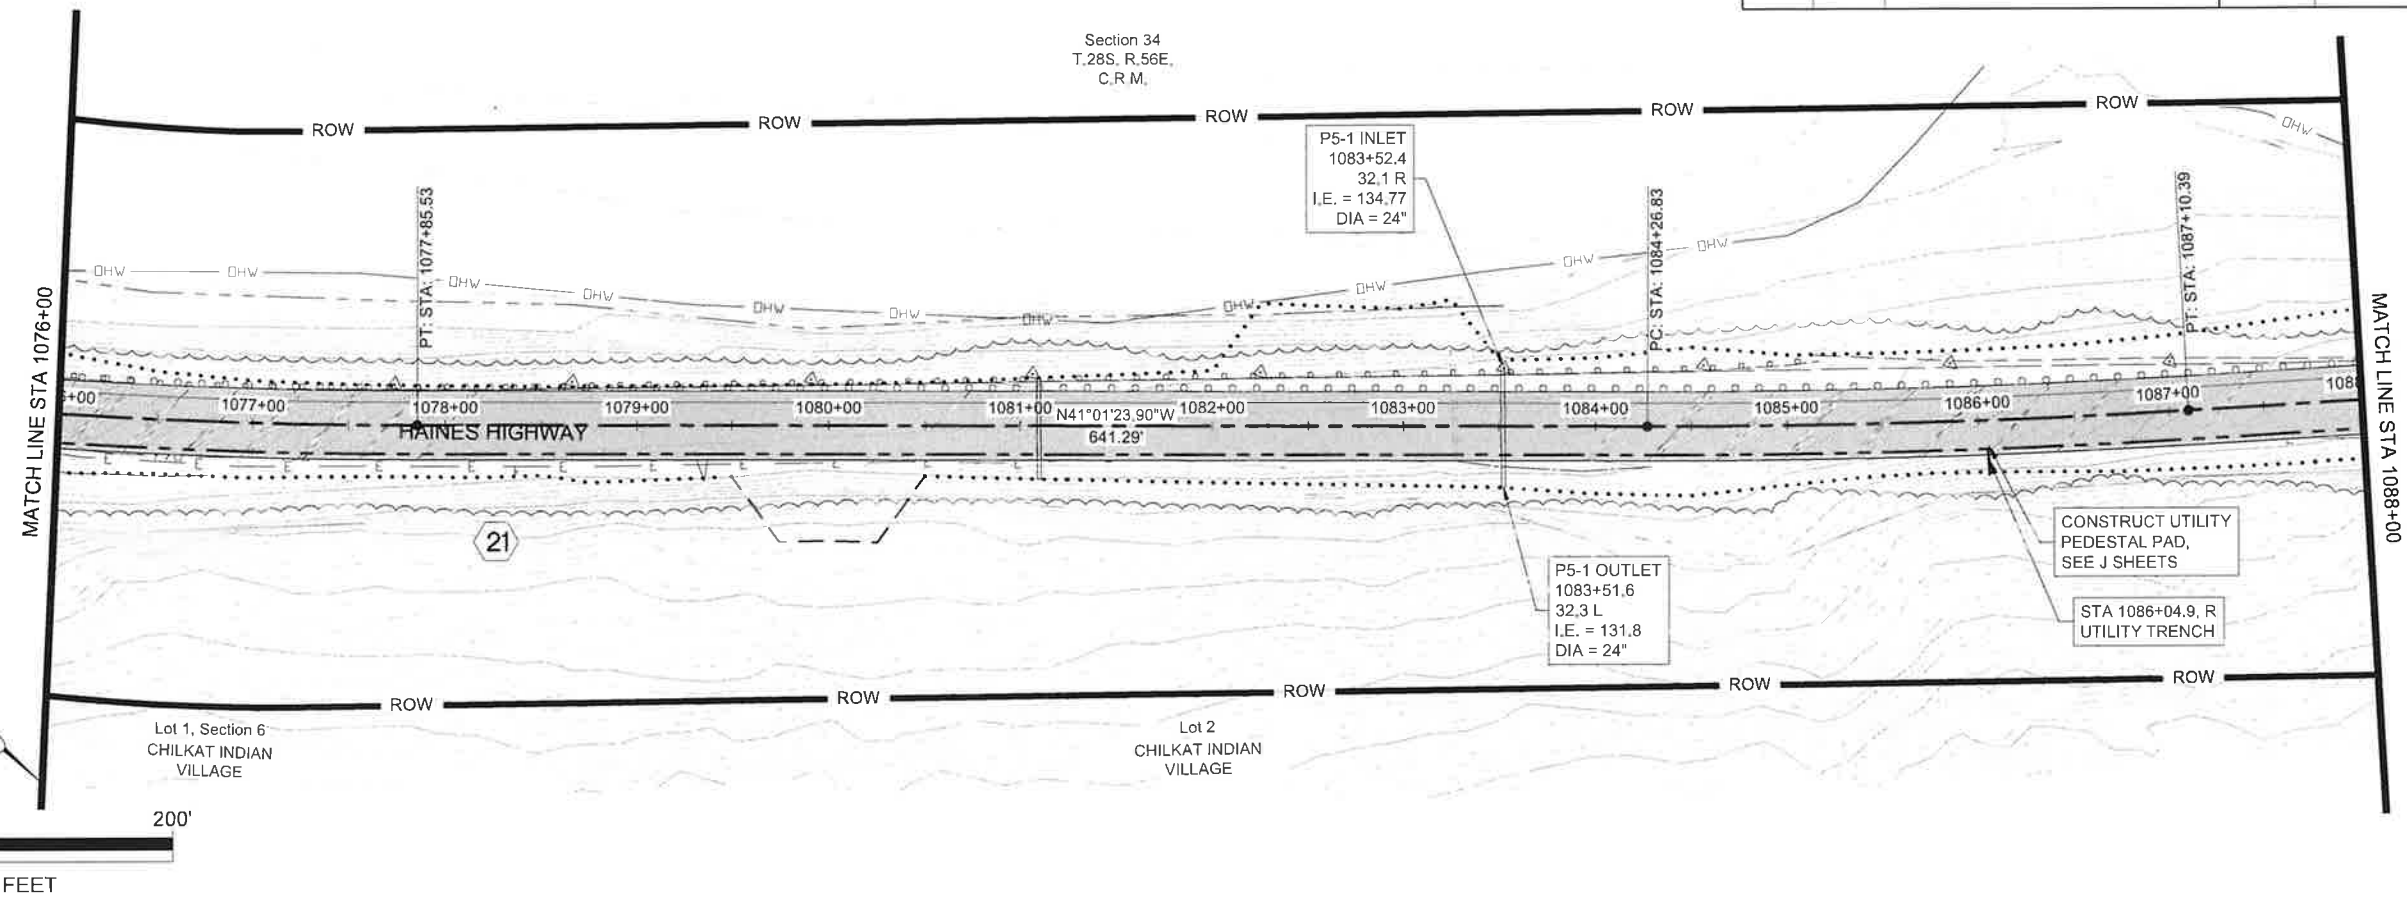 Section 34
T.28S, R.56E,
C.R M.
ROW
ROW
ROW
ROW
ROW
P5-1 INLET
1083+52.4
32.1 R
I.E. = 134.77
DIA = 24"
PT: STA: 1077+85.53
PC: STA: 1084+26.83
PT: STA: 1087+10.39
OHW
OHW
OHW
OHW
OHW
OHW
OHW
OHW
OHW
OHW
OHW
OHW
MATCH LINE STA 1076+00
MATCH LINE STA 1088+00
6+00
1077+00
1078+00
1079+00
1080+00
1081+00
1082+00
1083+00
1084+00
1085+00
1086+00
1087+00
108
N41°01'23.90"W
641.29'
HAINES HIGHWAY
E
E
E
E
E
E
E
E
E
E
21
P5-1 OUTLET
1083+51.6
32.3 L
I.E. = 131.8
DIA = 24"
CONSTRUCT UTILITY
PEDESTAL PAD,
SEE J SHEETS
STA 1086+04.9, R
UTILITY TRENCH
ROW
ROW
ROW
ROW
ROW
Lot 1, Section 6
CHILKAT INDIAN
VILLAGE
Lot 2
CHILKAT INDIAN
VILLAGE
200'
FEET